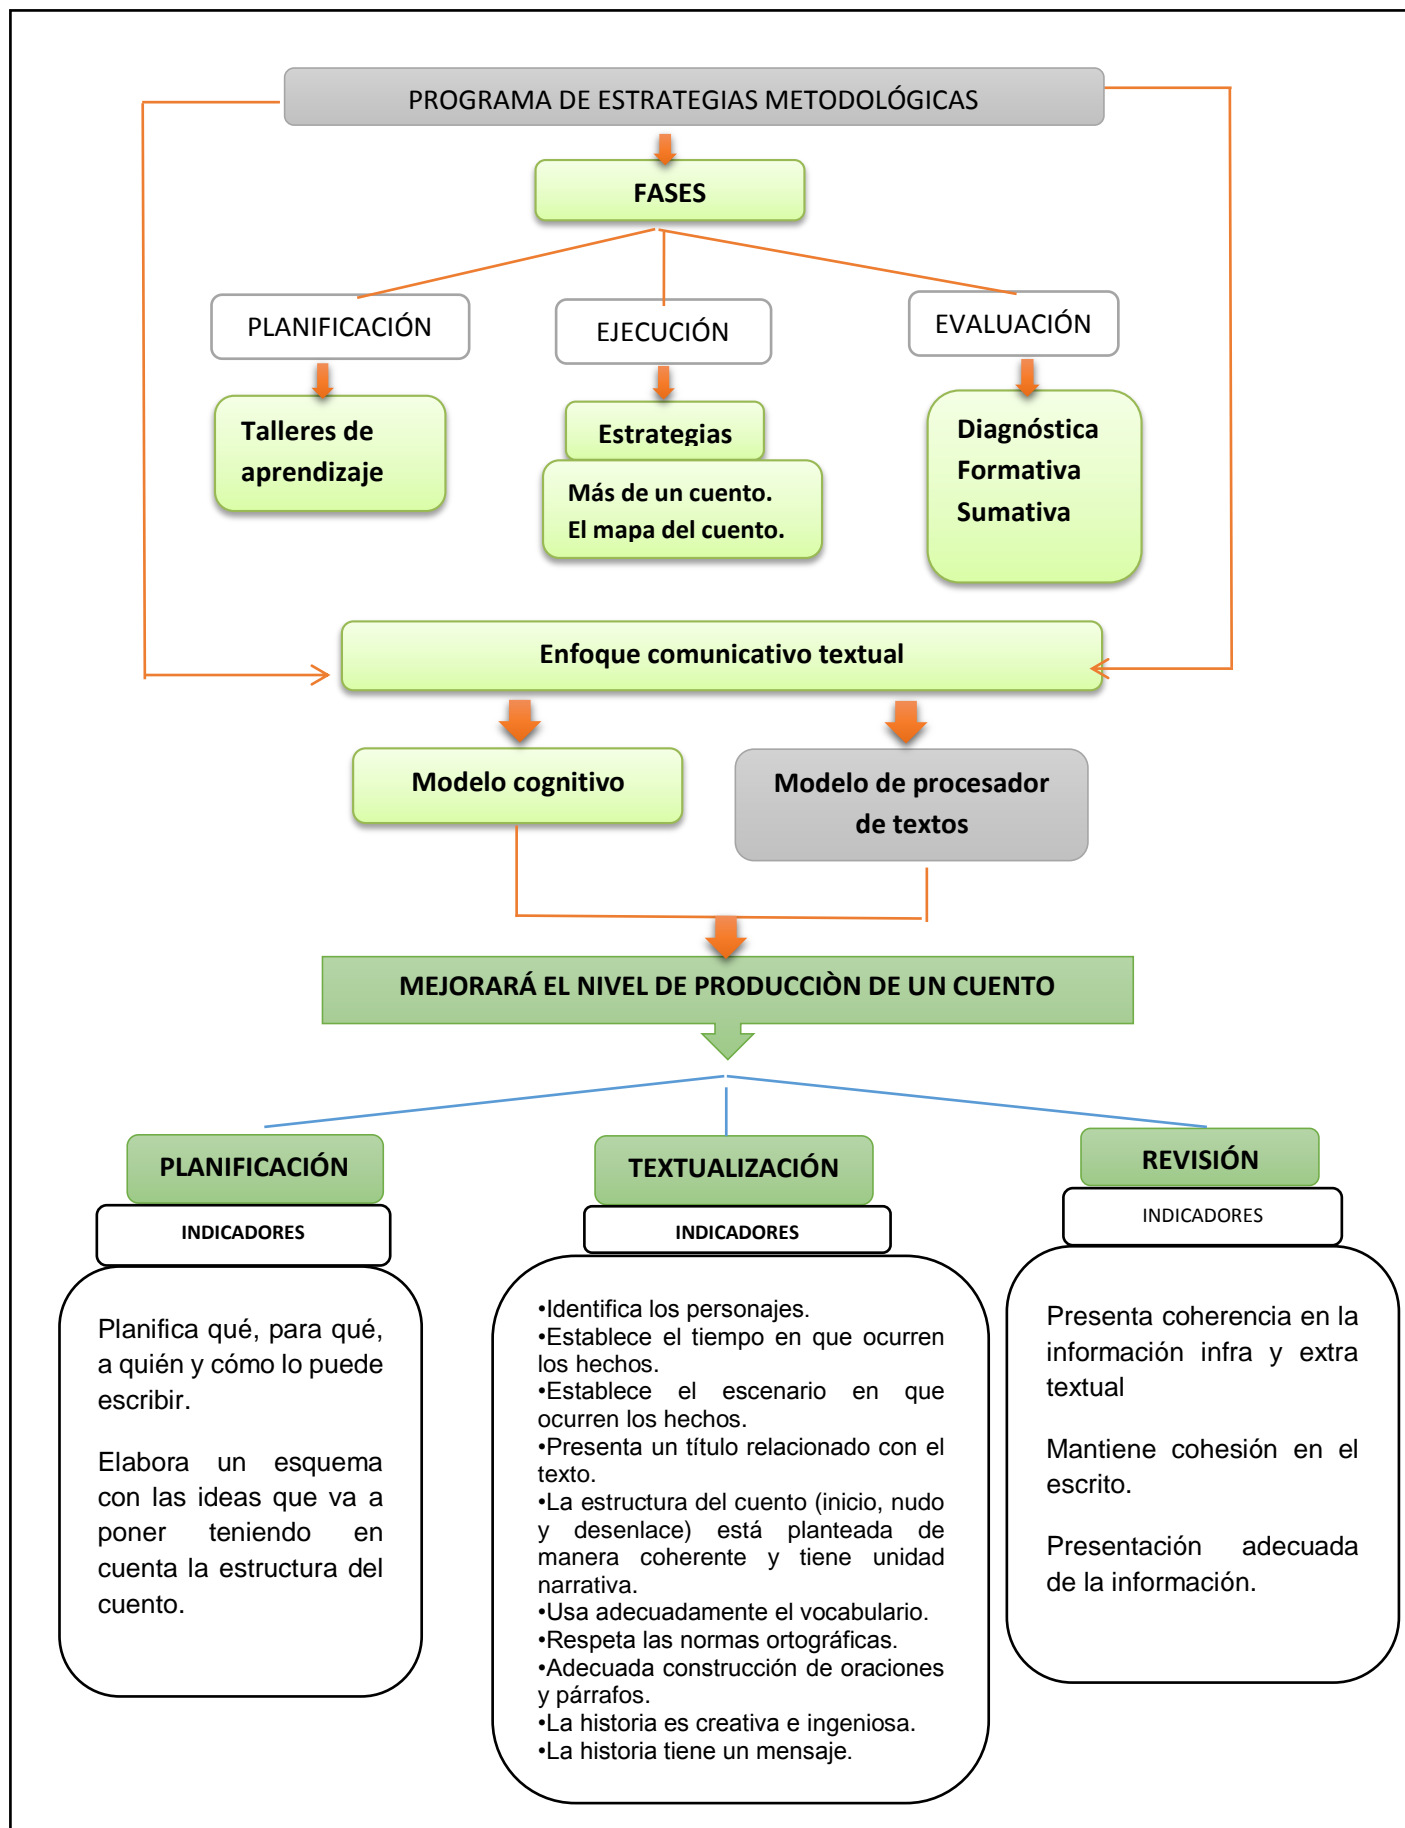 PROGRAMA DE ESTRATEGIAS METODOLÓGICAS
FASES
PLANIFICACIÓN
EJECUCIÓN
EVALUACIÓN
Talleres de
aprendizaje
Estrategias
Más de un cuento.
El mapa del cuento.
Diagnóstica
Formativa
Sumativa
Enfoque comunicativo textual
Modelo cognitivo
Modelo de procesador
de textos
MEJORARÁ EL NIVEL DE PRODUCCIÒN DE UN CUENTO
PLANIFICACIÓN
INDICADORES
Planifica qué, para qué,
a quién y cómo lo puede
escribir.
Elabora un esquema
con las ideas que va a
poner teniendo en
cuenta la estructura del
cuento.
TEXTUALIZACIÓN
INDICADORES
•Identifica los personajes.
•Establece el tiempo en que ocurren
los hechos.
•Establece el escenario en que
ocurren los hechos.
•Presenta un título relacionado con el
texto.
•La estructura del cuento (inicio, nudo
y desenlace) está planteada de
manera coherente y tiene unidad
narrativa.
•Usa adecuadamente el vocabulario.
•Respeta las normas ortográficas.
•Adecuada construcción de oraciones
y párrafos.
•La historia es creativa e ingeniosa.
•La historia tiene un mensaje.
REVISIÓN
INDICADORES
Presenta coherencia en la
información infra y extra
textual
Mantiene cohesión en el
escrito.
Presentación adecuada
de la información.